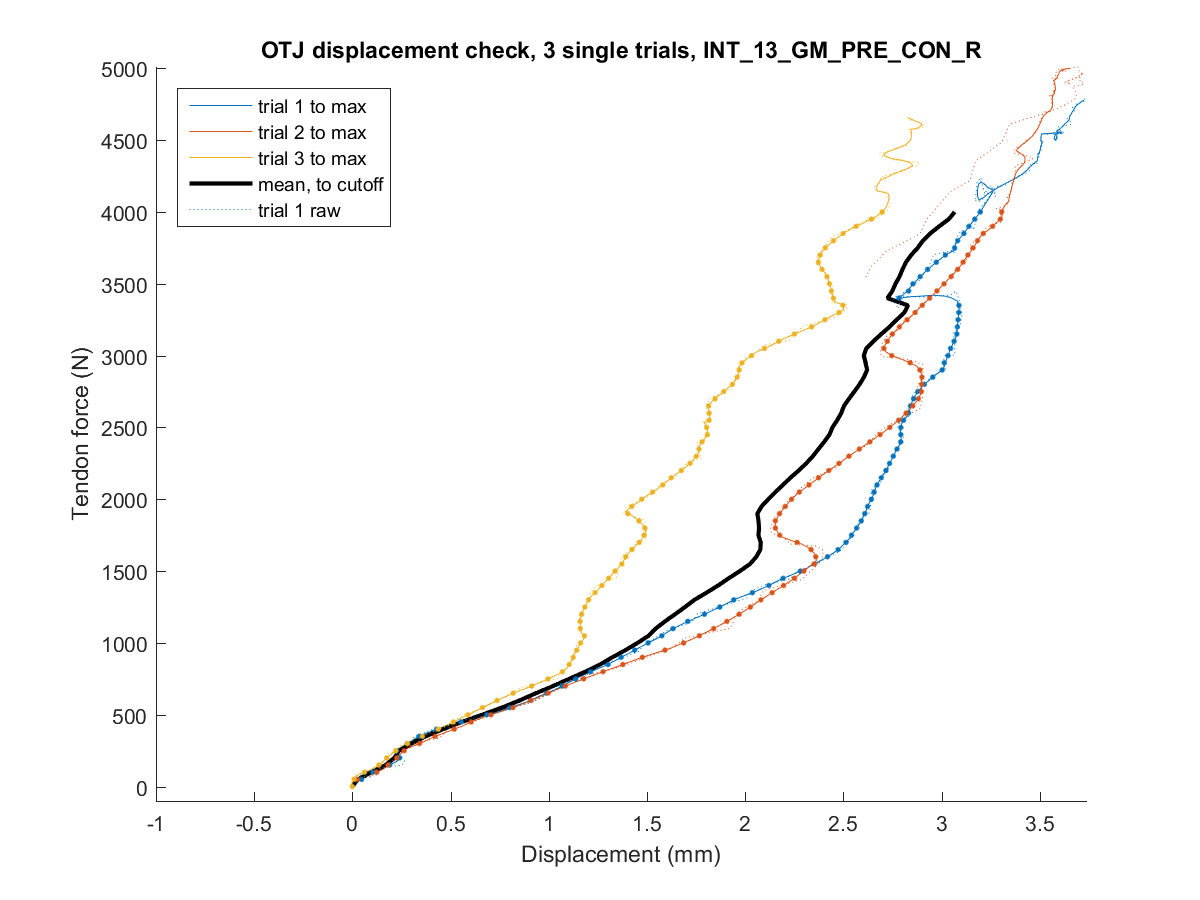 OTJ displacement check, 3 single trials, INT_13_GM_PRE_CON_R
5000
4500
4000
3500
3000
2500
2000
1500
1000
500
0
Tendon force (N)
trial 1 to max
trial 2 to max
trial 3 to max
mean, to cutoff
trial 1 raw
-1
-0.5
0
0.5
1
1.5
2
2.5
3
3.5
Displacement (mm)